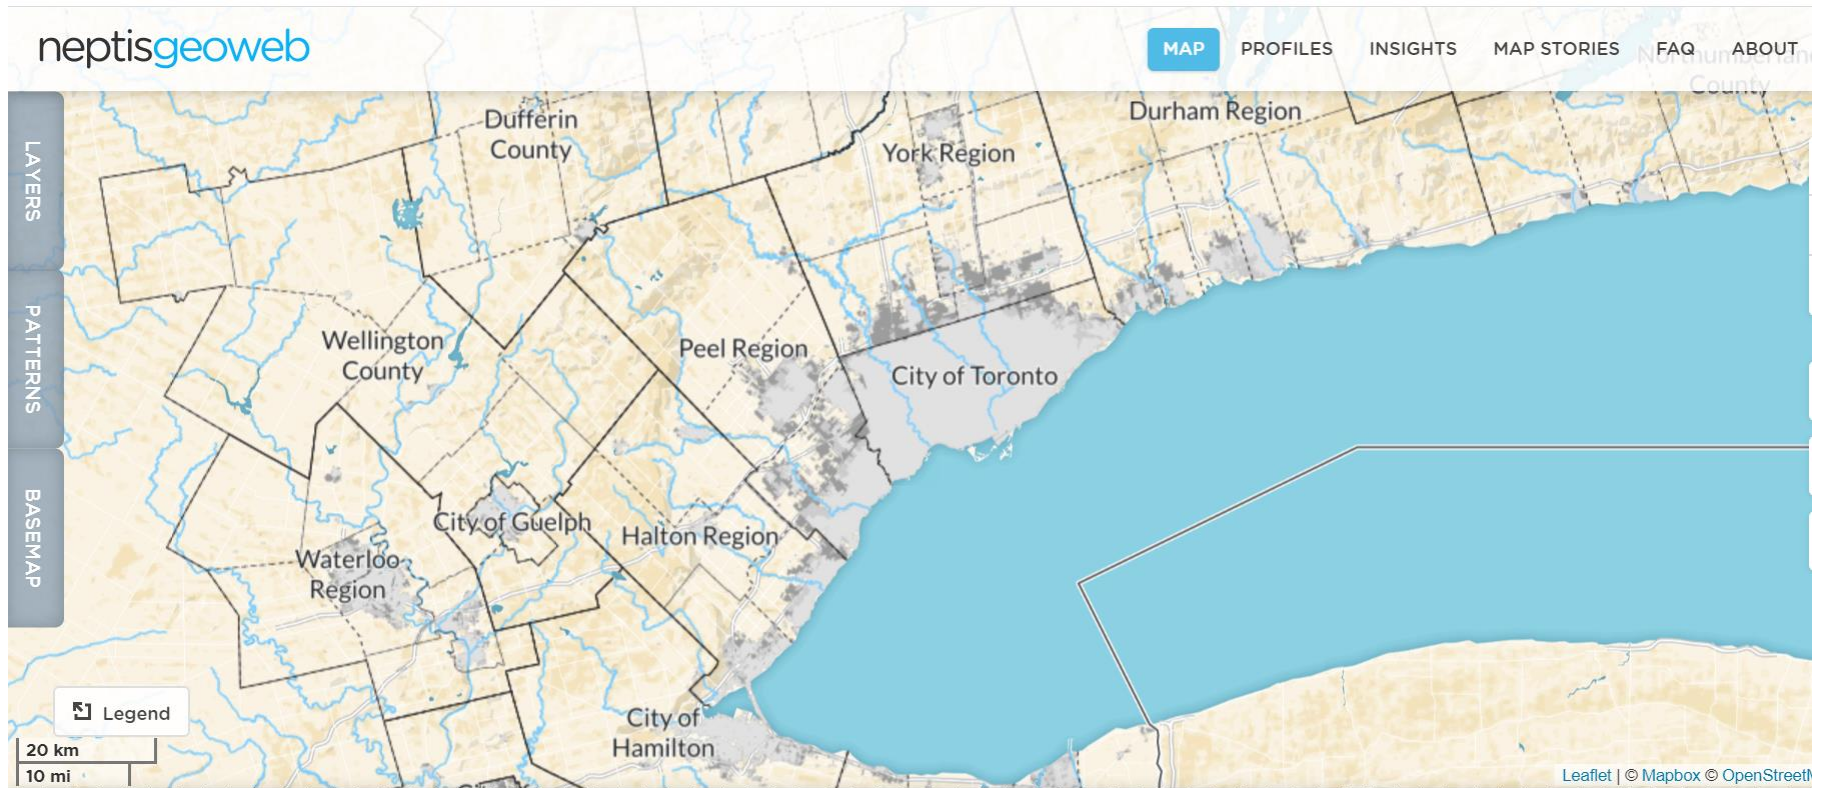 neptisgeoweb
MAP
PROFILES
INSIGHTS
MAP STORIES
FAQ
ABOUT
County
LAYERS
PATTERNS
BASEMAP
Dufferin
County
York Region
Durham Region
Wellington
County
Peel Region
City of Toronto
City of Guelph
Halton Region
Waterloo
Region
City of
Hamilton
Legend
20 km
10 mi
Leaflet | © Mapbox © OpenStreetM